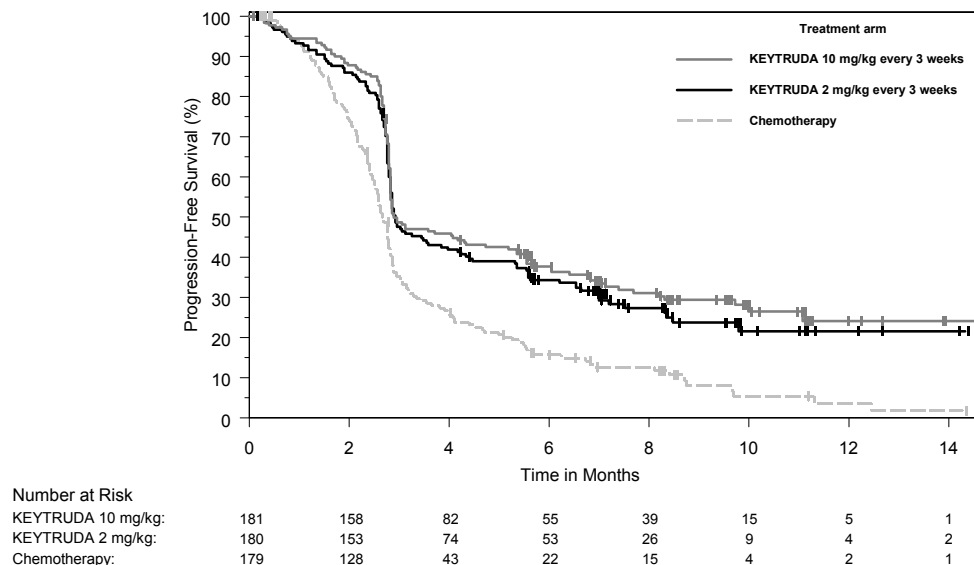 Treatment arm
KEYTRUDA 10 mg/kg every 3 weeks
KEYTRUDA 2 mg/kg every 3 weeks
Chemotherapy
Progression-Free Survival (%)
100
90
80
70
60
50
40
30
20
10
0
0 2 4 6 8 10 12 14
Time in Months
Number at Risk
KEYTRUDA 10 mg/kg: 181 158 82 55 39 15 5 1
KEYTRUDA 2 mg/kg: 180 153 74 53 26 9 4 2
Chemotherapy: 179 128 43 22 15 4 2 1